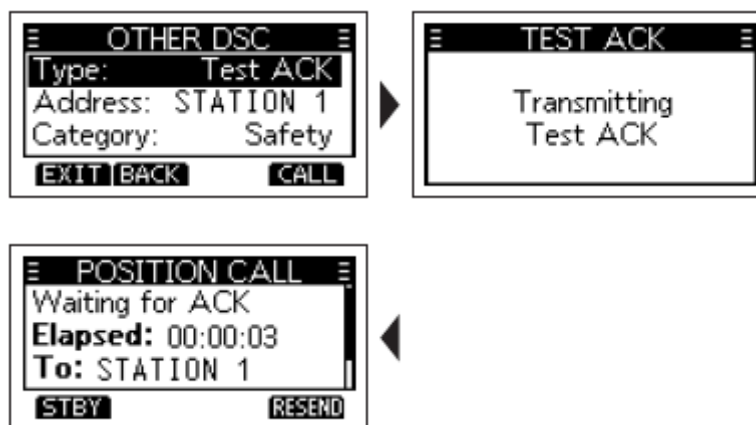 OTHER DSC
Type: Test ACK
Address: STATION 1
Category: Safety
EXIT BACK CALL
TEST ACK
Transmitting
Test ACK
POSITION CALL
Waiting for ACK
Elapsed: 00:00:03
To: STATION 1
STBY RESEND